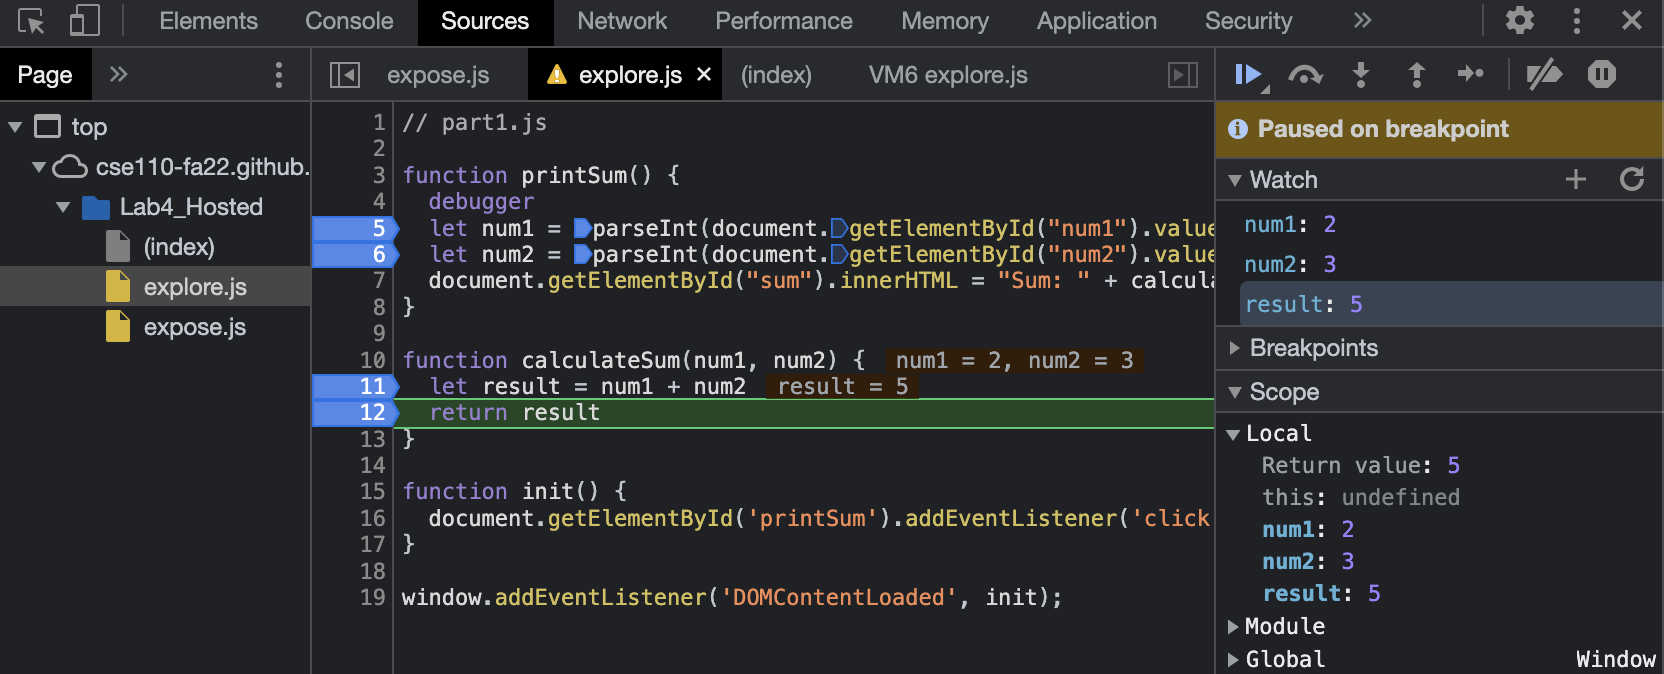 Elements Console Sources Network Performance Memory Application Security
Page
expose.js explore.js (index) VM6 explore.js
top
cse110-fa22.github.
Lab4_Hosted
(index)
explore.js
expose.js
1 // part1.js
2
3 function printSum() {
4 debugger
5 let num1 = parseInt(document.getElementById("num1").value
6 let num2 = parseInt(document.getElementById("num2").value
7 document.getElementById("sum").innerHTML = "Sum: " + calcula
8 }
9
10 function calculateSum(num1, num2) { num1 = 2, num2 = 3
11 let result = num1 + num2 result = 5
12 return result
13 }
14
15 function init() {
16 document.getElementById('printSum').addEventListener('click
17 }
18
19 window.addEventListener('DOMContentLoaded', init);
Paused on breakpoint
Watch
num1: 2
num2: 3
result: 5
Breakpoints
Scope
Local
Return value: 5
this: undefined
num1: 2
num2: 3
result: 5
Module
Global Window